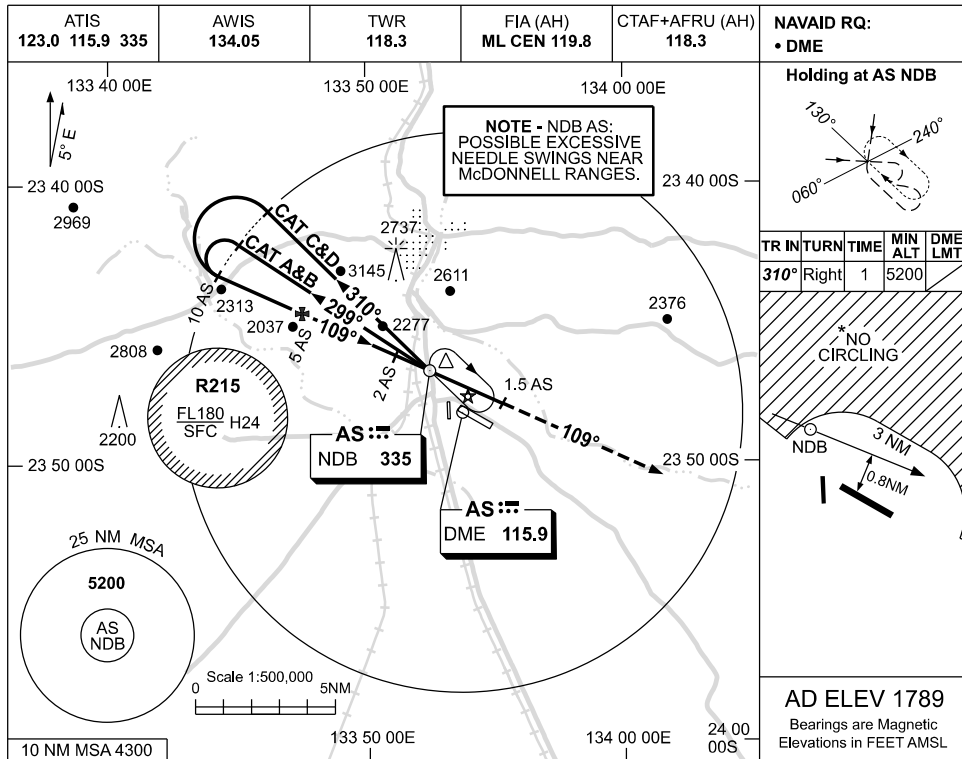 ATIS
123.0 115.9 335
AWIS
134.05
TWR
118.3
FIA (AH)
ML CEN 119.8
CTAF+AFRU (AH)
118.3
NAVAID RQ:
• DME
133 40 00E
133 50 00E
134 00 00E
5° E
NOTE - NDB AS:
POSSIBLE EXCESSIVE
NEEDLE SWINGS NEAR
McDONNELL RANGES.
Holding at AS NDB
130°
240°
060°
23 40 00S
23 40 00S
2969
CAT C&D
CAT A&B
2737
3145
2611
310°
299°
109°
10 AS
2313
2037
5 AS
2277
2376
2808
2 AS
1.5 AS
109°
TR IN TURN TIME MIN ALT DME LMT
310° Right 1 5200
*NO
CIRCLING
NDB
3 NM
0.8NM
R215
FL180
SFC
H24
2200
23 50 00S
23 50 00S
AS
NDB 335
AS
DME 115.9
25 NM MSA
5200
AS
NDB
Scale 1:500,000
0 5NM
10 NM MSA 4300
133 50 00E
134 00 00E
24 00
00S
AD ELEV 1789
Bearings are Magnetic
Elevations in FEET AMSL